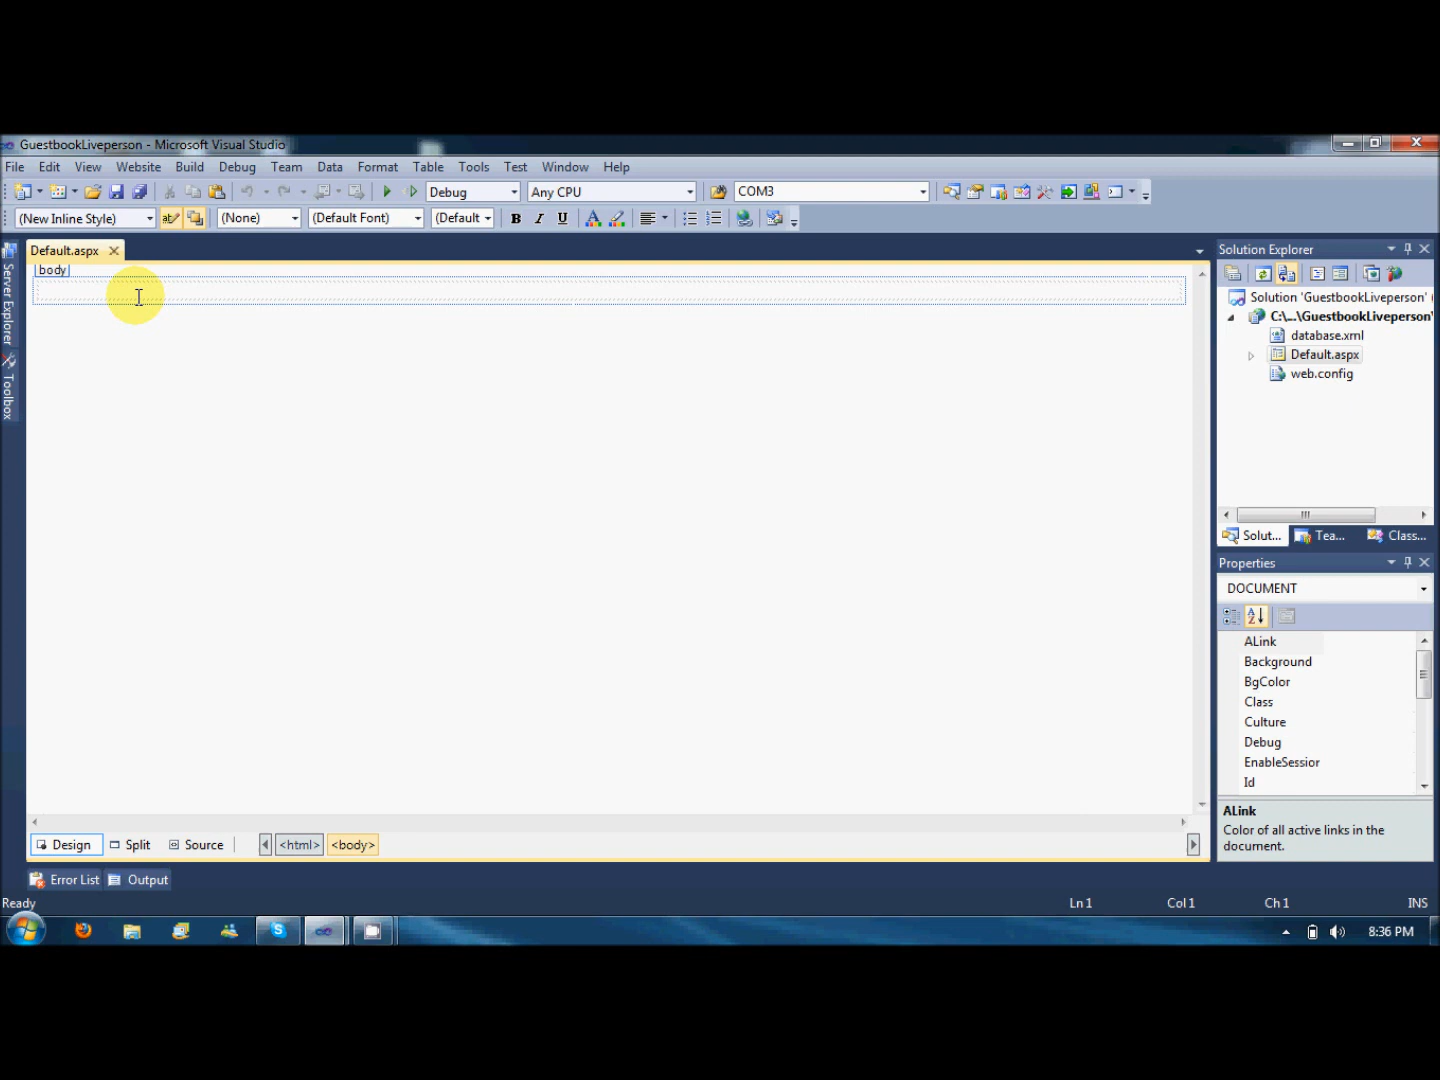 GuestbookLiveperson - Microsoft Visual Studio
File Edit View Website Build Debug Team Data Format Table Tools Test Window Help
Debug Any CPU COM3
(New Inline Style) (None) (Default Font) (Default B I U
Default.aspx
body
Server Explorer
Toolbox
Solution Explorer
Solution 'GuestbookLiveperson' (
C:\...\GuestbookLiveperson\
database.xml
Default.aspx
web.config
Solut... Tea... Class...
Properties
DOCUMENT
ALink
Background
BgColor
Class
Culture
Debug
EnableSession
Id
ALink
Color of all active links in the
document.
Design Split Source <html> <body>
Error List Output
Ready Ln 1 Col 1 Ch 1 INS
8:36 PM